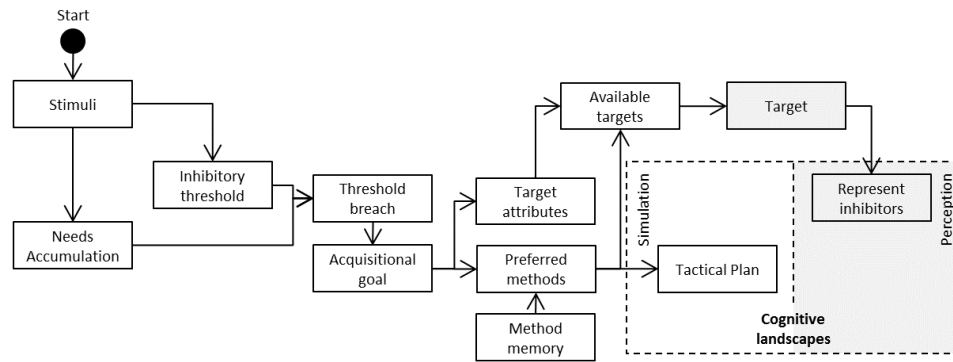 Start
Stimuli
Available
targets
Target
Inhibitory
threshold
Threshold
breach
Target
attributes
Simulation
Represent
inhibitors
Perception
Needs
Accumulation
Acquisitional
goal
Preferred
methods
Tactical Plan
Method
memory
Cognitive
landscapes